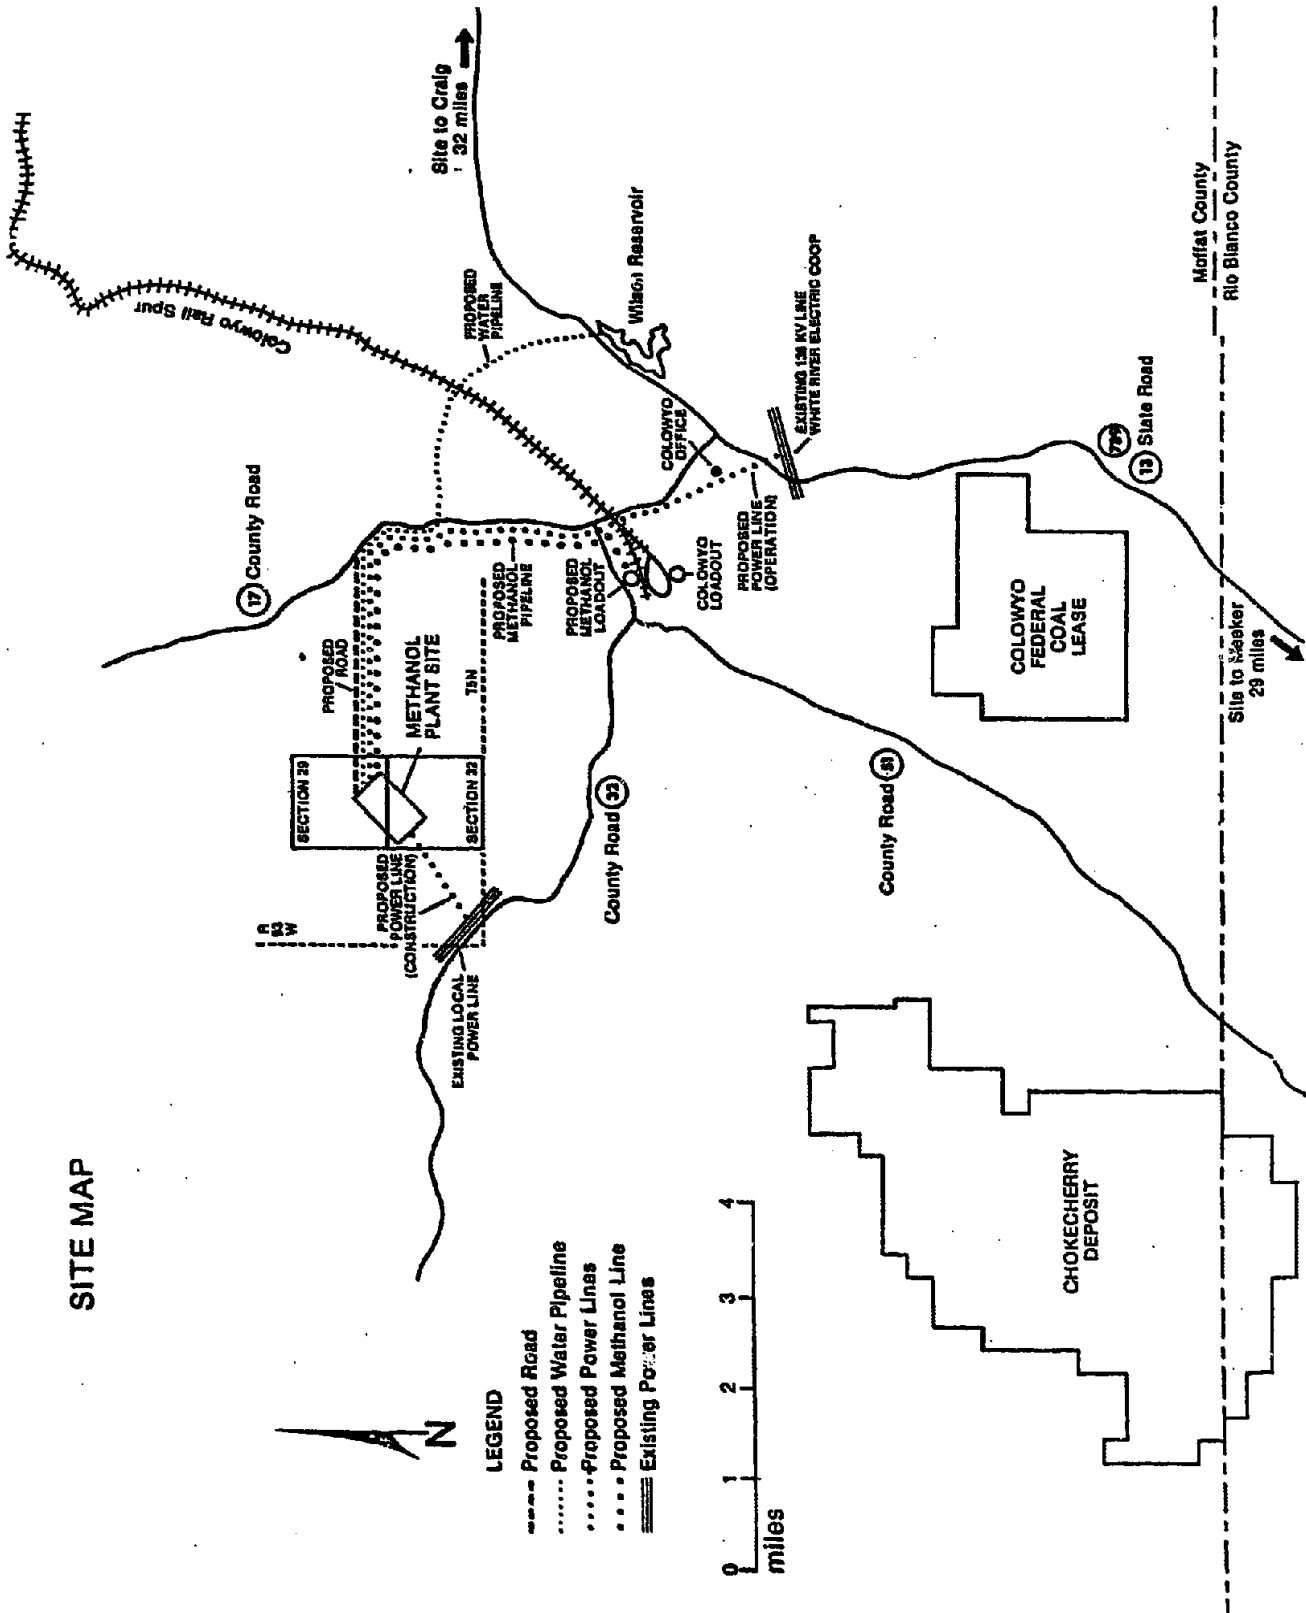 SITE MAP
N
LEGEND
Proposed Road
Proposed Water Pipeline
Proposed Power Lines
Proposed Methanol Line
Existing Power Lines
0
1
2
3
4
miles
R
93
W
EXISTING LOCAL
POWER LINE
PROPOSED
POWER LINE
(CONSTRUCTION)
SECTION 29
SECTION 32
METHANOL
PLANT SITE
PROPOSED
ROAD
17 County Road
T5N
PROPOSED
METHANOL
PIPELINE
PROPOSED
METHANOL
LOADOUT
COLOWYO
LOADOUT
County Road 32
County Road 51
Colowyo Rail Spur
PROPOSED
WATER
PIPELINE
Site to Craig
32 miles
Wilson Reservoir
COLOWYO
OFFICE
PROPOSED
POWER LINE
(OPERATION)
EXISTING 138 KV LINE
WHITE RIVER ELECTRIC COOP
789
13 State Road
COLOWYO
FEDERAL
COAL
LEASE
CHOKECHERRY
DEPOSIT
Moffat County
Rio Blanco County
Site to Meeker
29 miles